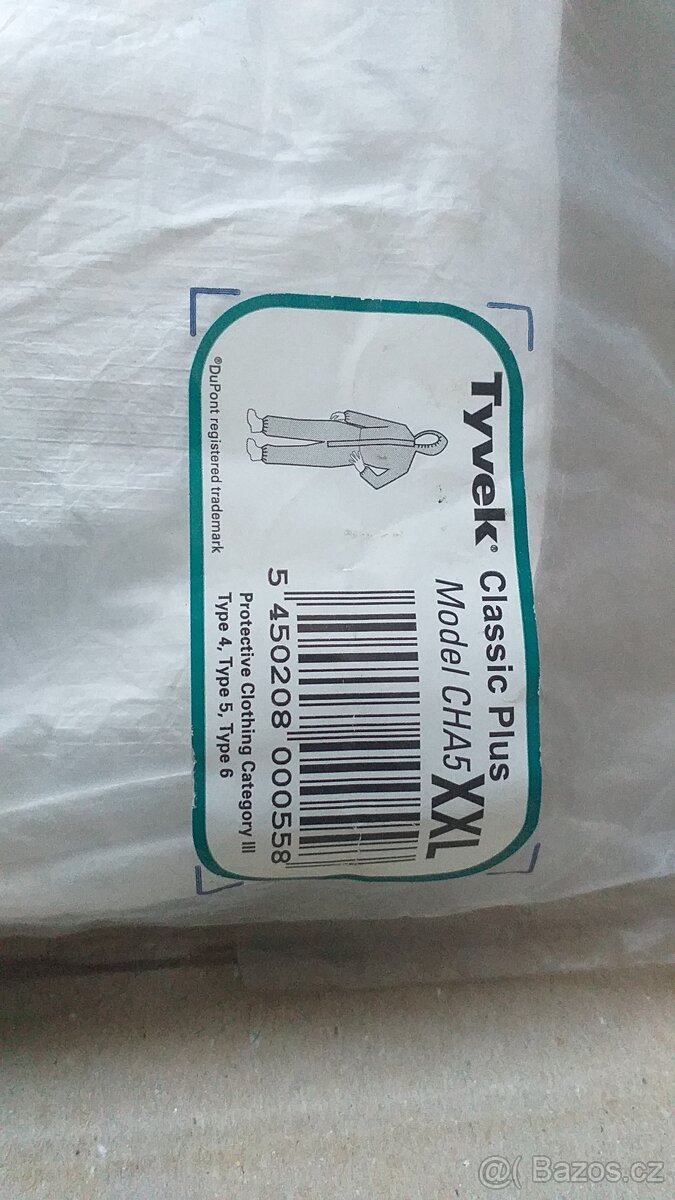 Tyvek® Classic Plus
Model CHA5 XXL
5 450208 000558
Protective Clothing Category III
Type 4, Type 5, Type 6
®DuPont registered trademark
@( Bazos.cz